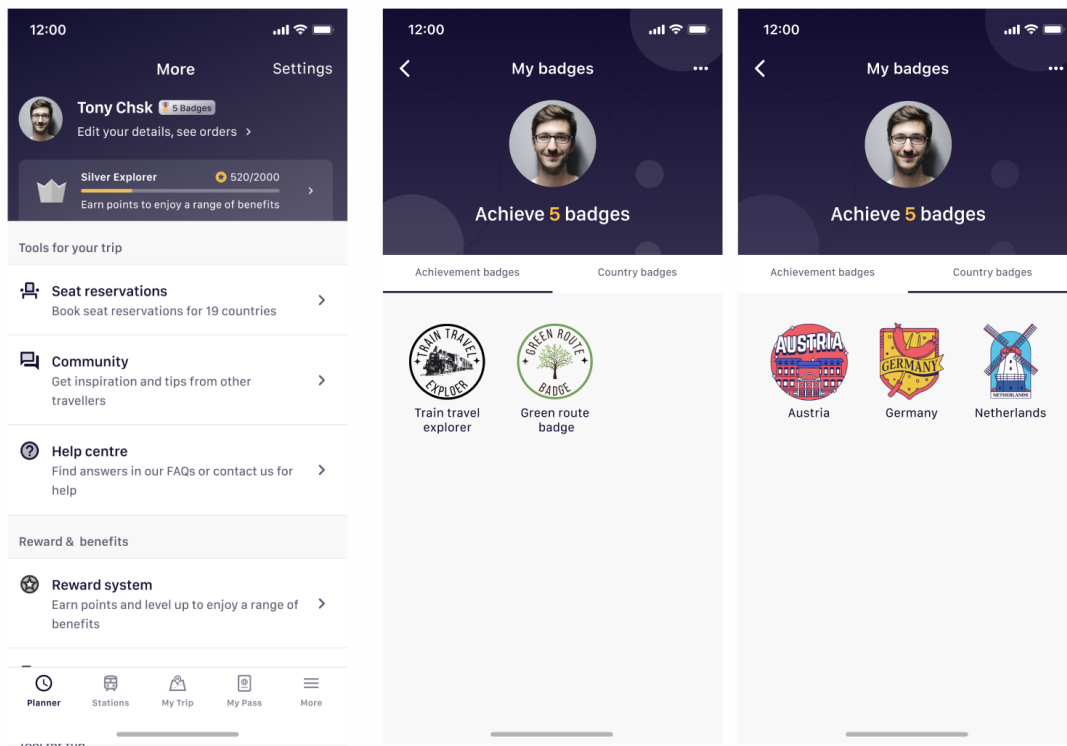 12:00
More
Settings
Tony Chsk
5 Badges
Edit your details, see orders
Silver Explorer
520/2000
Earn points to enjoy a range of benefits
Tools for your trip
Seat reservations
Book seat reservations for 19 countries
Community
Get inspiration and tips from other
travellers
Help centre
Find answers in our FAQs or contact us for
help
Reward & benefits
Reward system
Earn points and level up to enjoy a range of
benefits
Planner
Stations
My Trip
My Pass
More
12:00
My badges
Achieve 5 badges
Achievement badges
Country badges
TRAIN TRAVEL
EXPLOER
GREEN ROUTE
BADGE
Train travel
explorer
Green route
badge
12:00
My badges
Achieve 5 badges
Achievement badges
Country badges
AUSTRIA
GERMANY
NETHERLANDS
Austria
Germany
Netherlands